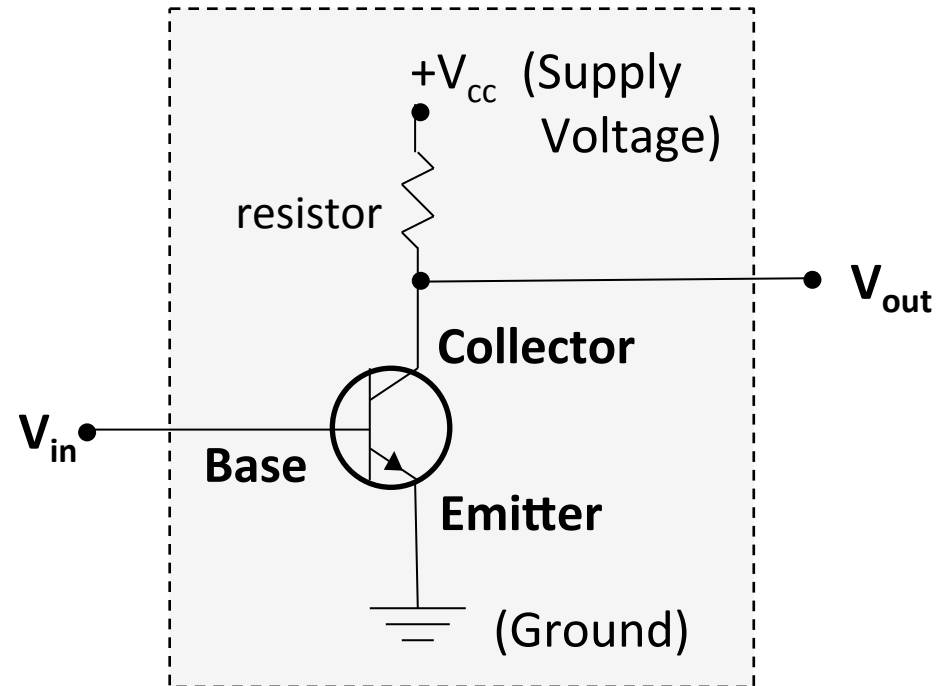 +Vcc (Supply
Voltage)
resistor
Vout
Collector
Vin
Base
Emitter
(Ground)